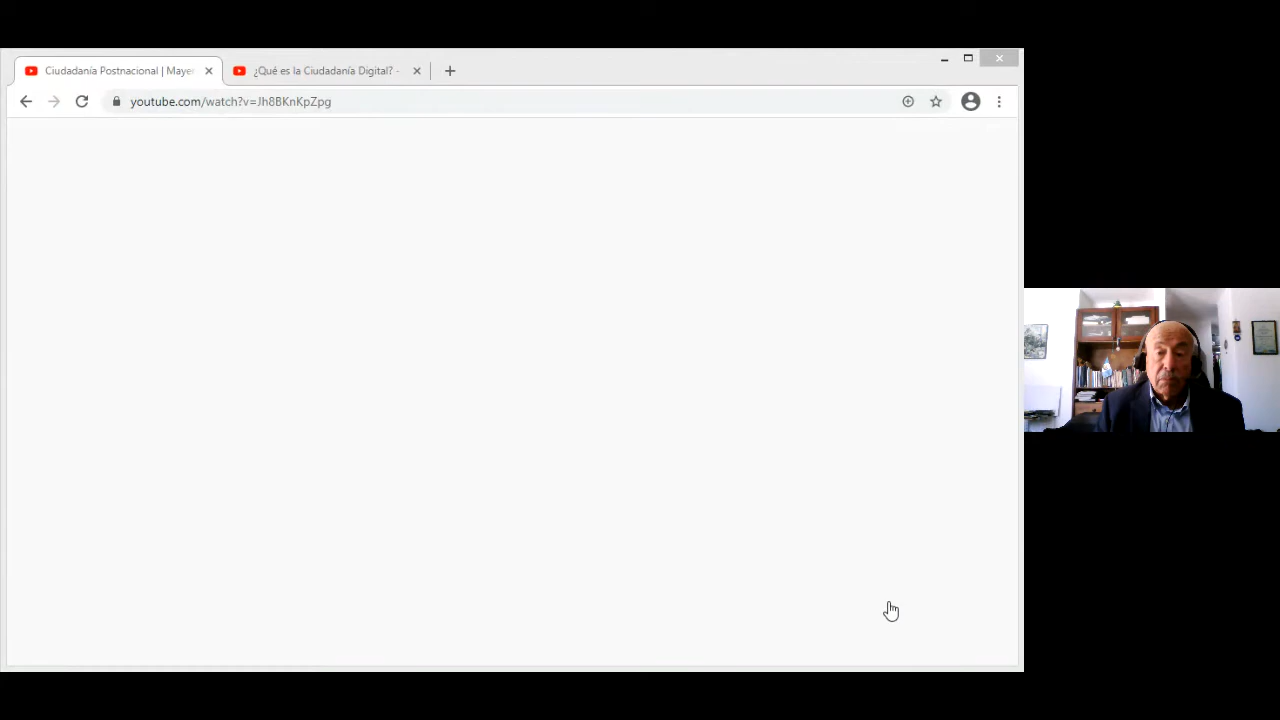 Ciudadanía Postnacional | Mayer
¿Qué es la Ciudadanía Digital? -
youtube.com/watch?v=Jh8BKnKpZpg